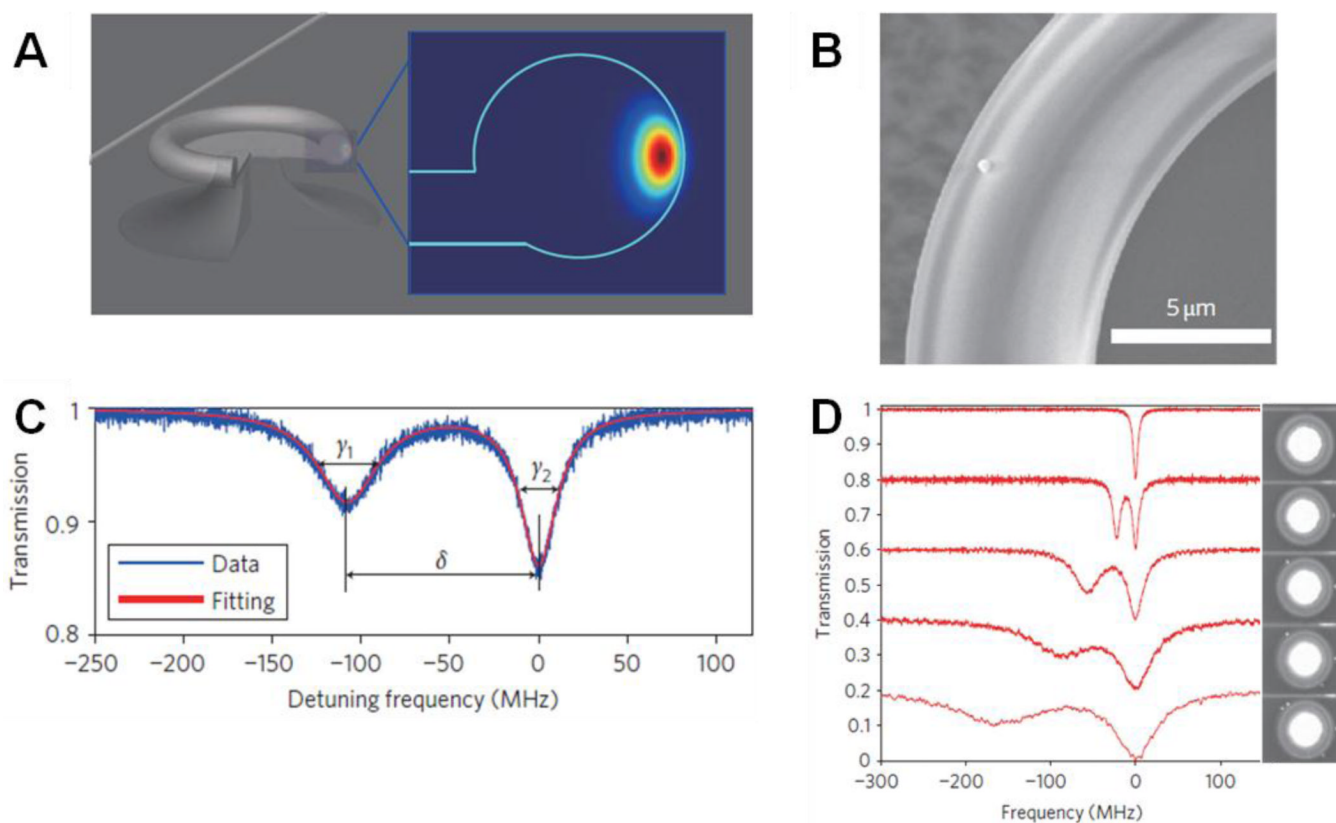 A
B
5 µm
C
Transmission
1
0.9
0.8
γ1
γ2
δ
Data
Fitting
−250
−200
−150
−100
−50
0
50
100
Detuning frequency (MHz)
D
Transmission
1
0.9
0.8
0.7
0.6
0.5
0.4
0.3
0.2
0.1
0
−300
−200
−100
0
100
Frequency (MHz)